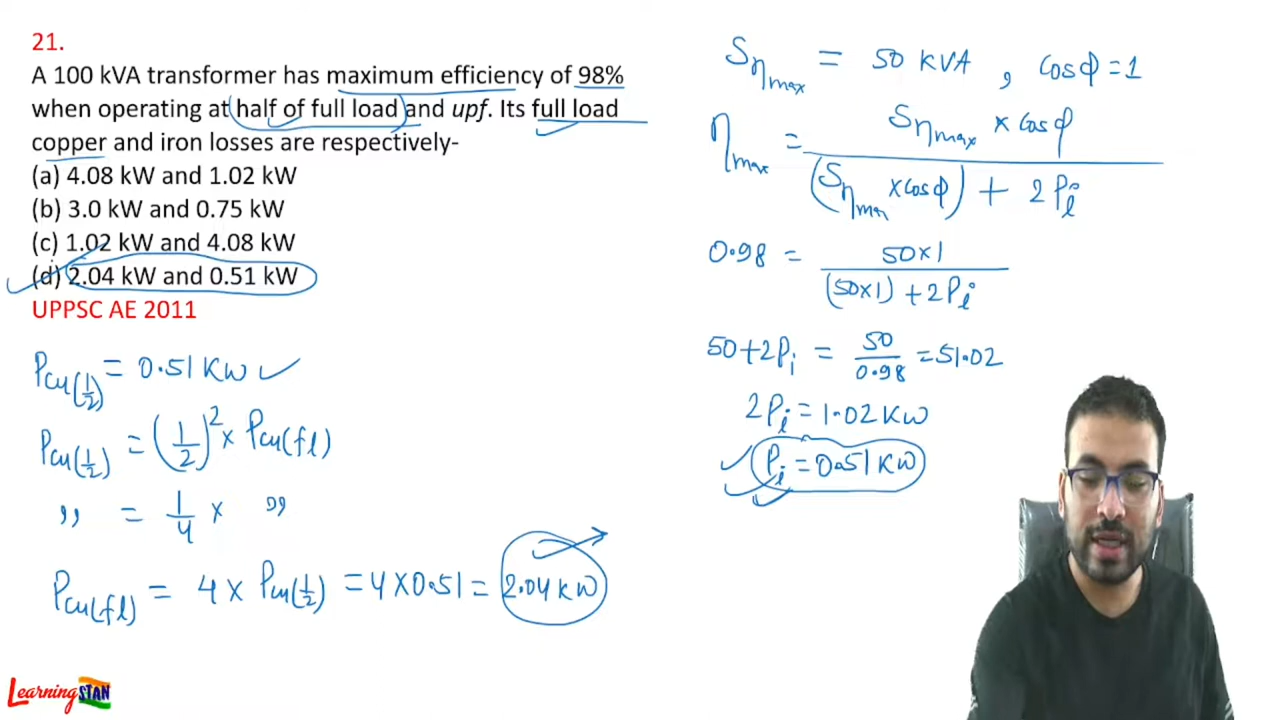 21.
A 100 kVA transformer has maximum efficiency of 98%
when operating at half of full load and upf. Its full load
copper and iron losses are respectively-
(a) 4.08 kW and 1.02 kW
(b) 3.0 kW and 0.75 kW
(c) 1.02 kW and 4.08 kW
(d) 2.04 kW and 0.51 kW
UPPSC AE 2011
Pcu(1/2) = 0.51 KW ✓
Pcu(1/2) = (1/2)² × Pcu(fl)
,, = 1/4 × ,,
Pcu(fl) = 4 × Pcu(1/2) = 4×0.51 = 2.04 KW
LearningSTAN
Sηmax = 50 KVA , cosϕ = 1
ηmax = Sηmax × cosϕ / (Sηmax × cosϕ) + 2Pi
0.98 = 50×1 / (50×1) + 2Pi
50+2Pi = 50/0.98 = 51.02
2Pi = 1.02 KW
Pi = 0.51 KW